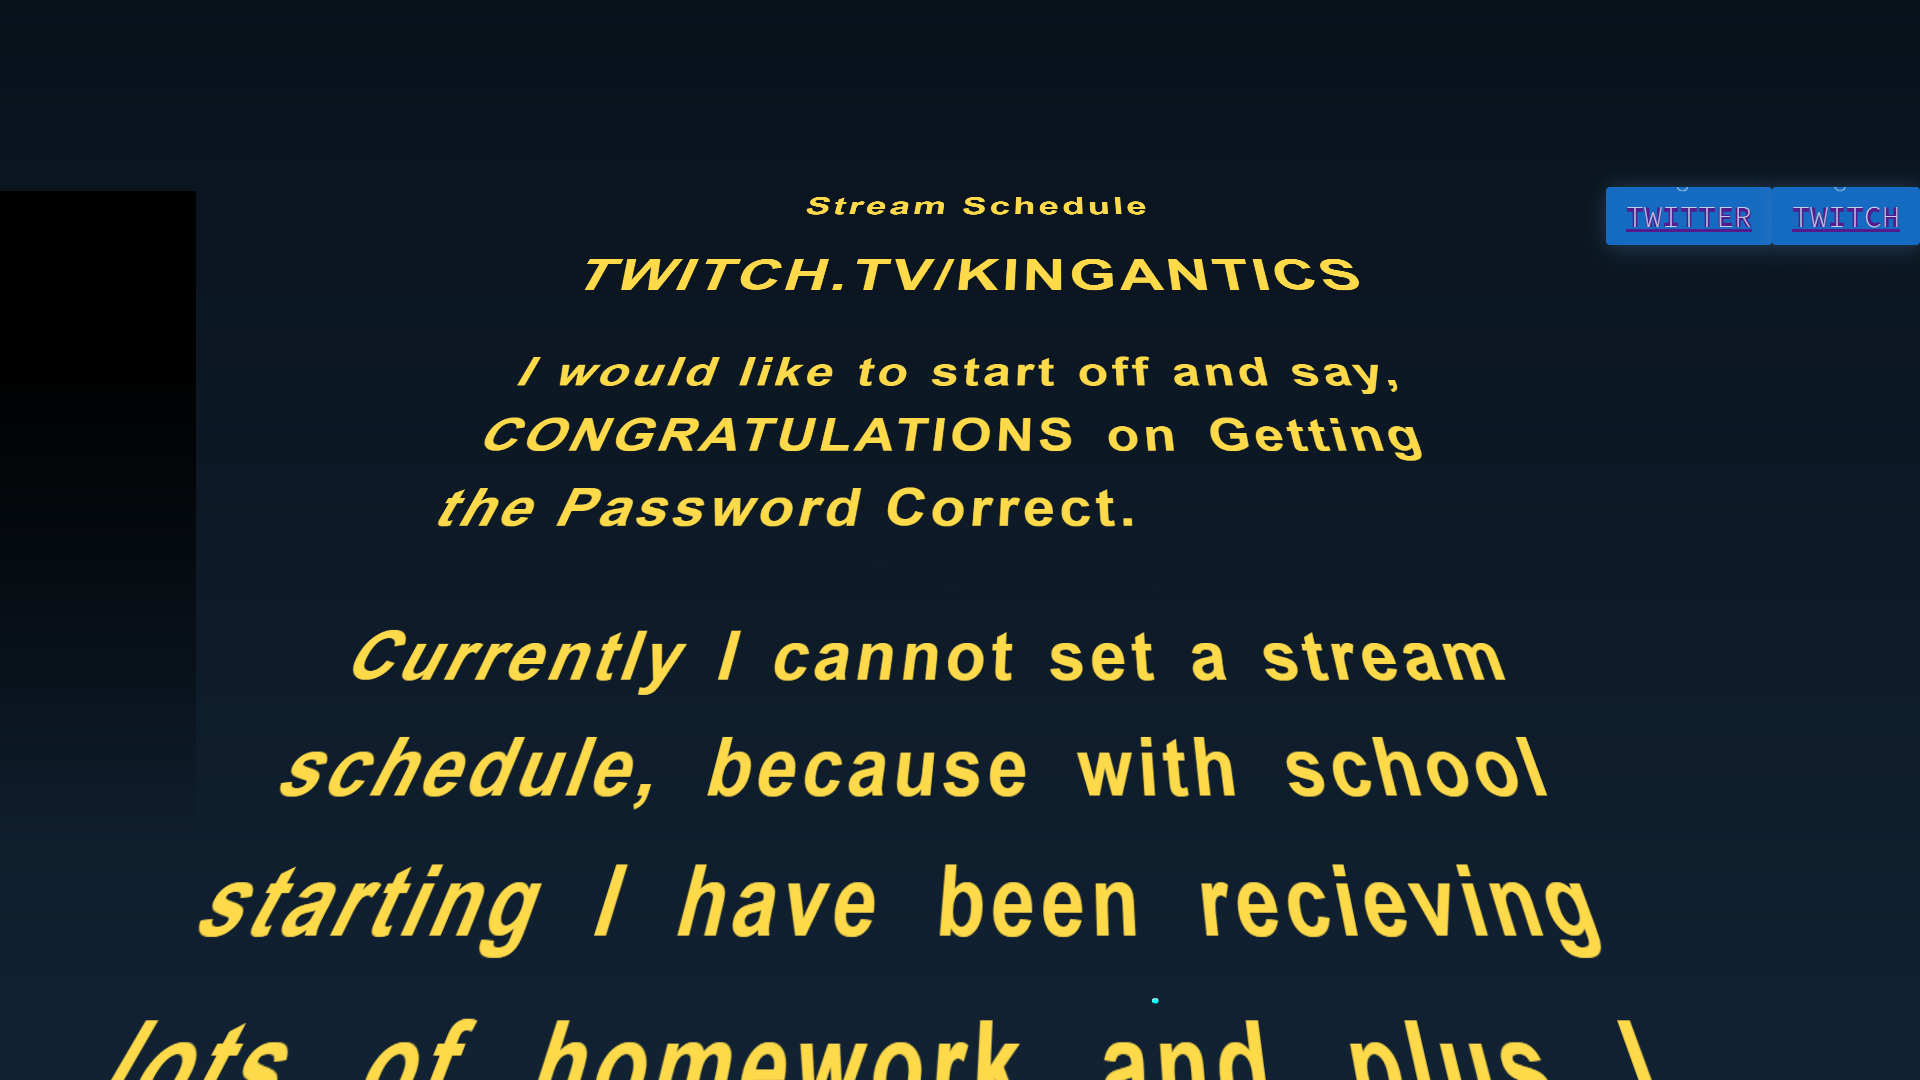 Stream Schedule
TWITTER
TWITCH
TWITCH.TV/KINGANTICS
I would like to start off and say,
CONGRATULATIONS on Getting
the Password Correct.
Currently I cannot set a stream
schedule, because with school
starting I have been recieving
lots of homework and plus I